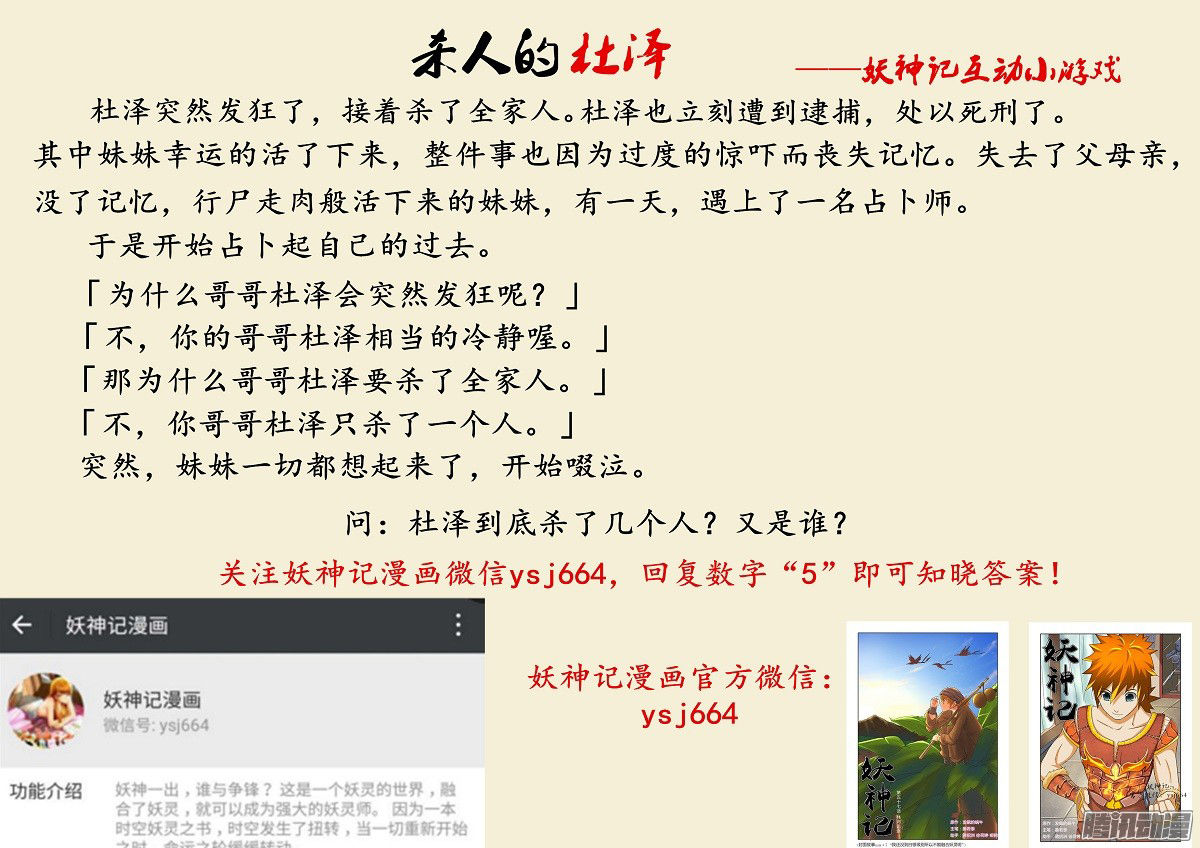 杀人的杜泽
——妖神记互动小游戏
杜泽突然发狂了，接着杀了全家人。杜泽也立刻遭到逮捕，处以死刑了。
其中妹妹幸运的活了下来，整件事也因为过度的惊吓而丧失记忆。失去了父母亲，
没了记忆，行尸走肉般活下来的妹妹，有一天，遇上了一名占卜师。
于是开始占卜起自己的过去。
「为什么哥哥杜泽会突然发狂呢？」
「不，你的哥哥杜泽相当的冷静喔。」
「那为什么哥哥杜泽要杀了全家人。」
「不，你哥哥杜泽只杀了一个人。」
突然，妹妹一切都想起来了，开始啜泣。
问：杜泽到底杀了几个人？又是谁？
关注妖神记漫画微信ysj664，回复数字“5”即可知晓答案！
妖神记漫画
妖神记漫画
微信号: ysj664
功能介绍
妖神一出，谁与争锋？这是一个妖灵的世界，融
合了妖灵，就可以成为强大的妖灵师。 因为一本
时空妖灵之书，时空发生了扭转，当一切重新开始
之时，命运之轮缓缓转动
妖神记漫画官方微信：
ysj664
妖神记
妖神记
腾讯动漫